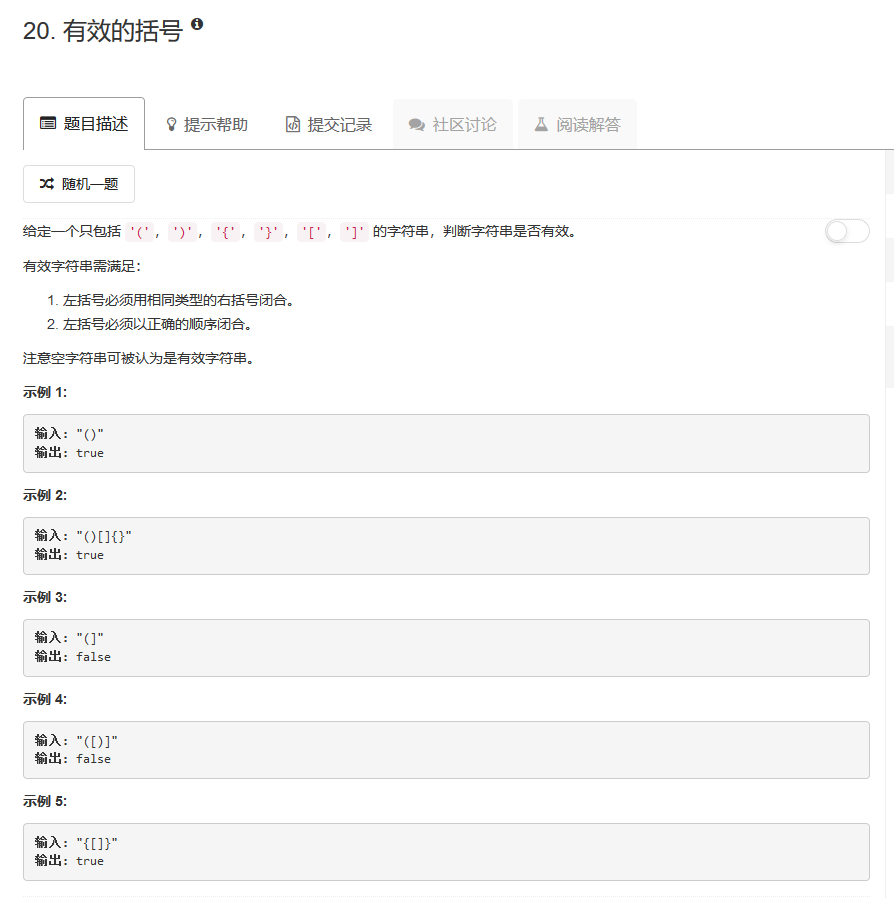 20. 有效的括号
题目描述 提示帮助 提交记录 社区讨论 阅读解答
随机一题
给定一个只包括 '('，')'，'{'，'}'，'['，']' 的字符串，判断字符串是否有效。
有效字符串需满足：
1. 左括号必须用相同类型的右括号闭合。
2. 左括号必须以正确的顺序闭合。
注意空字符串可被认为是有效字符串。
示例 1:
输入: "()"
输出: true
示例 2:
输入: "()[]{}"
输出: true
示例 3:
输入: "(]"
输出: false
示例 4:
输入: "([)]"
输出: false
示例 5:
输入: "{[]}"
输出: true